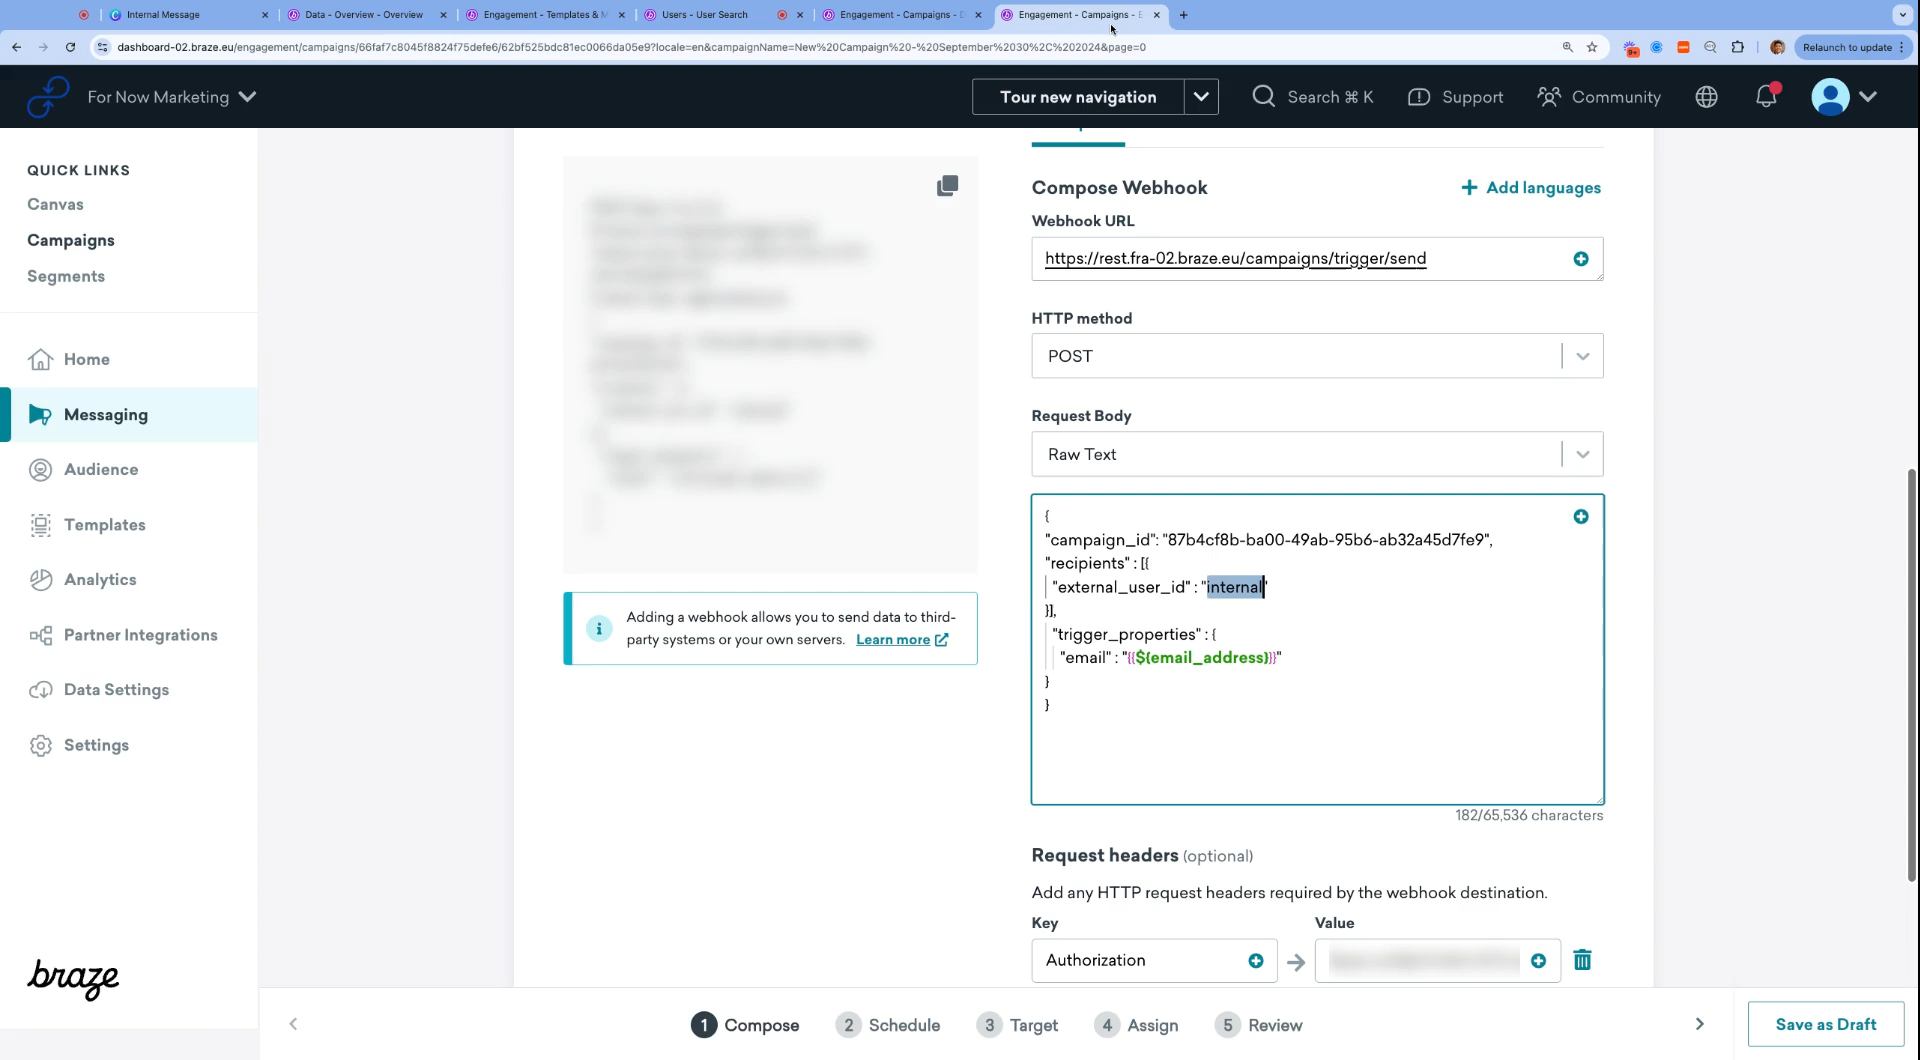 Internal Message
Data - Overview - Overview
Engagement - Templates & M
Users - User Search
Engagement - Campaigns - D
Engagement - Campaigns - E
dashboard-02.braze.eu/engagement/campaigns/66faf7c8045f8824f75defe6/62bf525bdc81ec0066da05e9?locale=en&campaignName=New%20Campaign%20-%20September%2030%2C%202024&page=0
9+
Relaunch to update
For Now Marketing
Tour new navigation
Search ⌘ K
Support
Community
QUICK LINKS
Canvas
Campaigns
Segments
Home
Messaging
Audience
Templates
Analytics
Partner Integrations
Data Settings
Settings
braze
Adding a webhook allows you to send data to third-
party systems or your own servers. Learn more
Compose Webhook
Add languages
Webhook URL
https://rest.fra-02.braze.eu/campaigns/trigger/send
HTTP method
POST
Request Body
Raw Text
{
"campaign_id": "87b4cf8b-ba00-49ab-95b6-ab32a45d7fe9",
"recipients" : [{
"external_user_id" : "internal"
}],
"trigger_properties" : {
"email" : "{{${email_address}}}"
}
}
182/65,536 characters
Request headers (optional)
Add any HTTP request headers required by the webhook destination.
Key
Value
Authorization
1 Compose
2 Schedule
3 Target
4 Assign
5 Review
Save as Draft